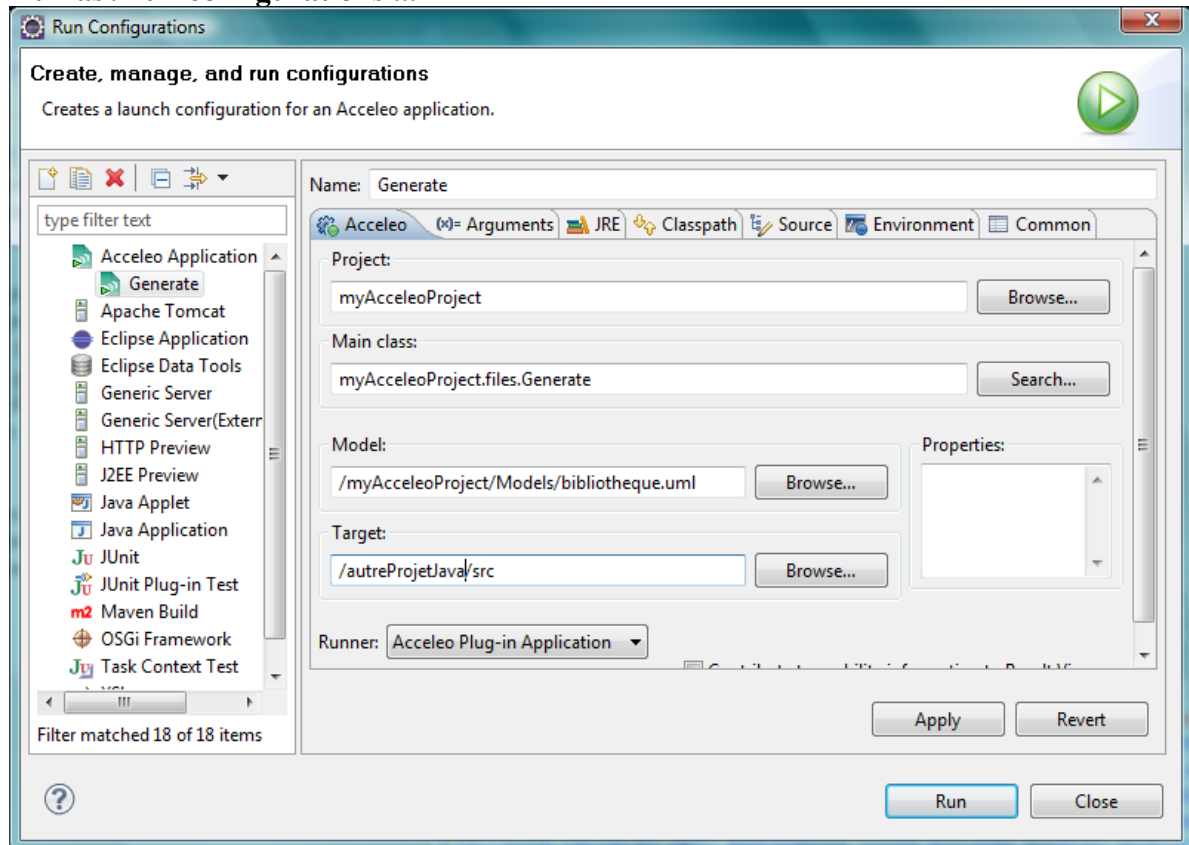 Run Configurations
Create, manage, and run configurations
Creates a launch configuration for an Acceleo application.
type filter text
Acceleo Application
Generate
Apache Tomcat
Eclipse Application
Eclipse Data Tools
Generic Server
Generic Server(Extern
HTTP Preview
J2EE Preview
Java Applet
Java Application
Ju JUnit
JUnit Plug-in Test
m2 Maven Build
OSGi Framework
Task Context Test
Filter matched 18 of 18 items
Name: Generate
Acceleo (x)= Arguments JRE Classpath Source Environment Common
Project:
myAcceleoProject Browse...
Main class:
myAcceleoProject.files.Generate Search...
Model: Properties:
/myAcceleoProject/Models/bibliotheque.uml Browse...
Target:
/autreProjetJava/src Browse...
Runner: Acceleo Plug-in Application
Apply Revert
Run Close